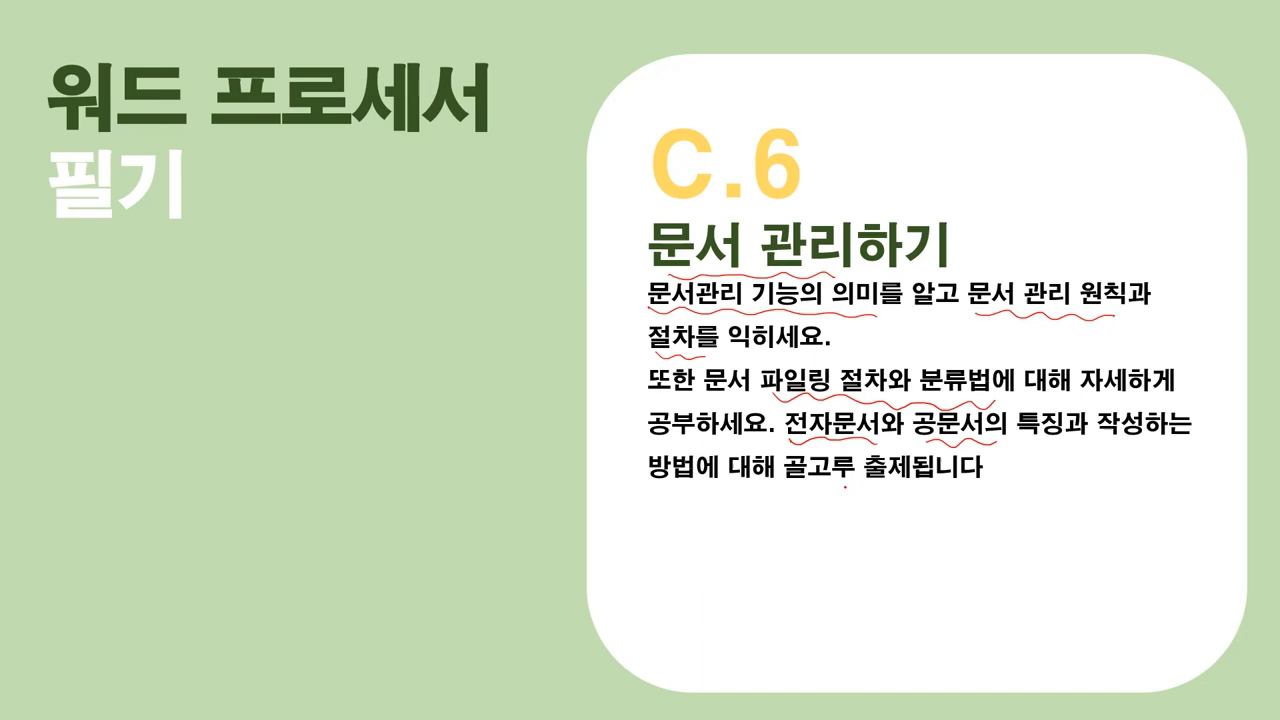 워드 프로세서
필기
C.6
문서 관리하기
문서관리 기능의 의미를 알고 문서 관리 원칙과
절차를 익히세요.
또한 문서 파일링 절차와 분류법에 대해 자세하게
공부하세요. 전자문서와 공문서의 특징과 작성하는
방법에 대해 골고루 출제됩니다